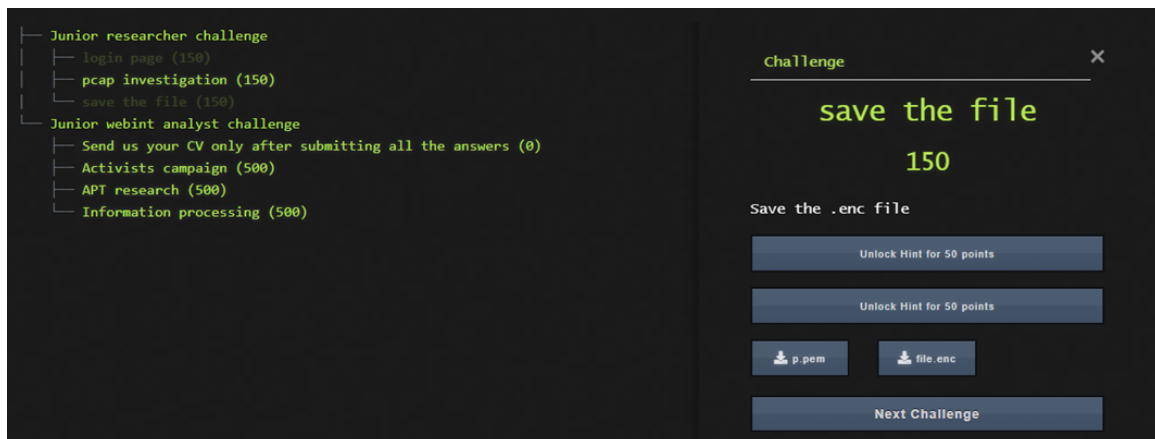 Junior researcher challenge
login page (150)
pcap investigation (150)
save the file (150)
Junior webint analyst challenge
Send us your CV only after submitting all the answers (0)
Activists campaign (500)
APT research (500)
Information processing (500)
Challenge
×
save the file
150
Save the .enc file
Unlock Hint for 50 points
Unlock Hint for 50 points
p.pem
file.enc
Next Challenge